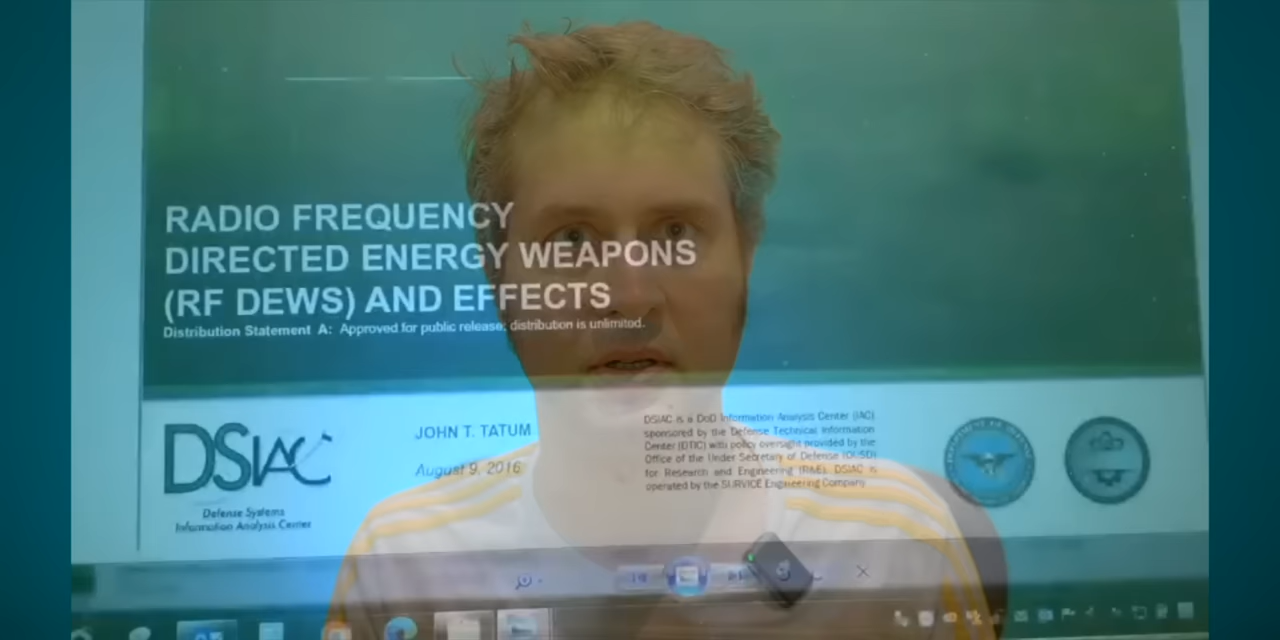 RADIO FREQUENCY
DIRECTED ENERGY WEAPONS
(RF DEWS) AND EFFECTS
Distribution Statement A: Approved for public release; distribution is unlimited.
DSIAC
Defense Systems
Information Analysis Center
JOHN T. TATUM
August 9, 2016
DSIAC is a DoD Information Analysis Center (IAC)
sponsored by the Defense Technical Information
Center (DTIC) with policy oversight provided by the
Office of the Under Secretary of Defense (OUSD)
for Research and Engineering (R&E). DSIAC is
operated by the SURVICE Engineering Company.